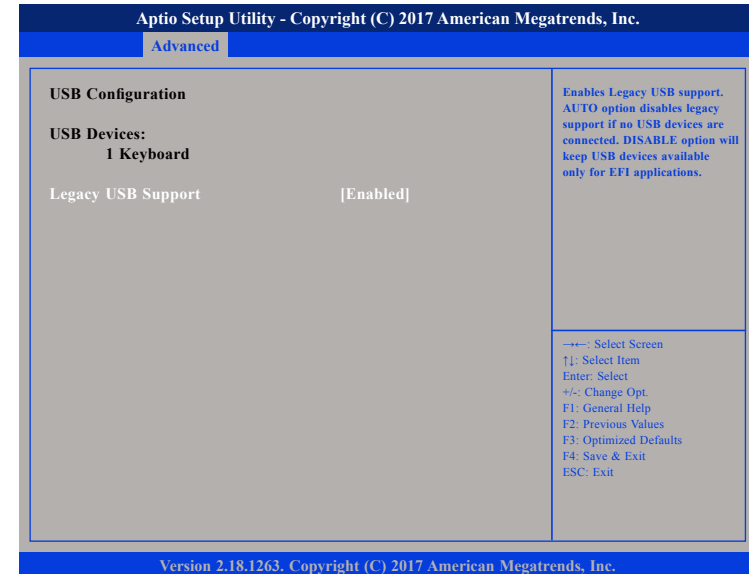 Aptio Setup Utility - Copyright (C) 2017 American Megatrends, Inc.
Advanced
USB Configuration
USB Devices:
1 Keyboard
Legacy USB Support [Enabled]
Enables Legacy USB support.
AUTO option disables legacy
support if no USB devices are
connected. DISABLE option will
keep USB devices available
only for EFI applications.
→←: Select Screen
↑↓: Select Item
Enter: Select
+/-: Change Opt.
F1: General Help
F2: Previous Values
F3: Optimized Defaults
F4: Save & Exit
ESC: Exit
Version 2.18.1263. Copyright (C) 2017 American Megatrends, Inc.